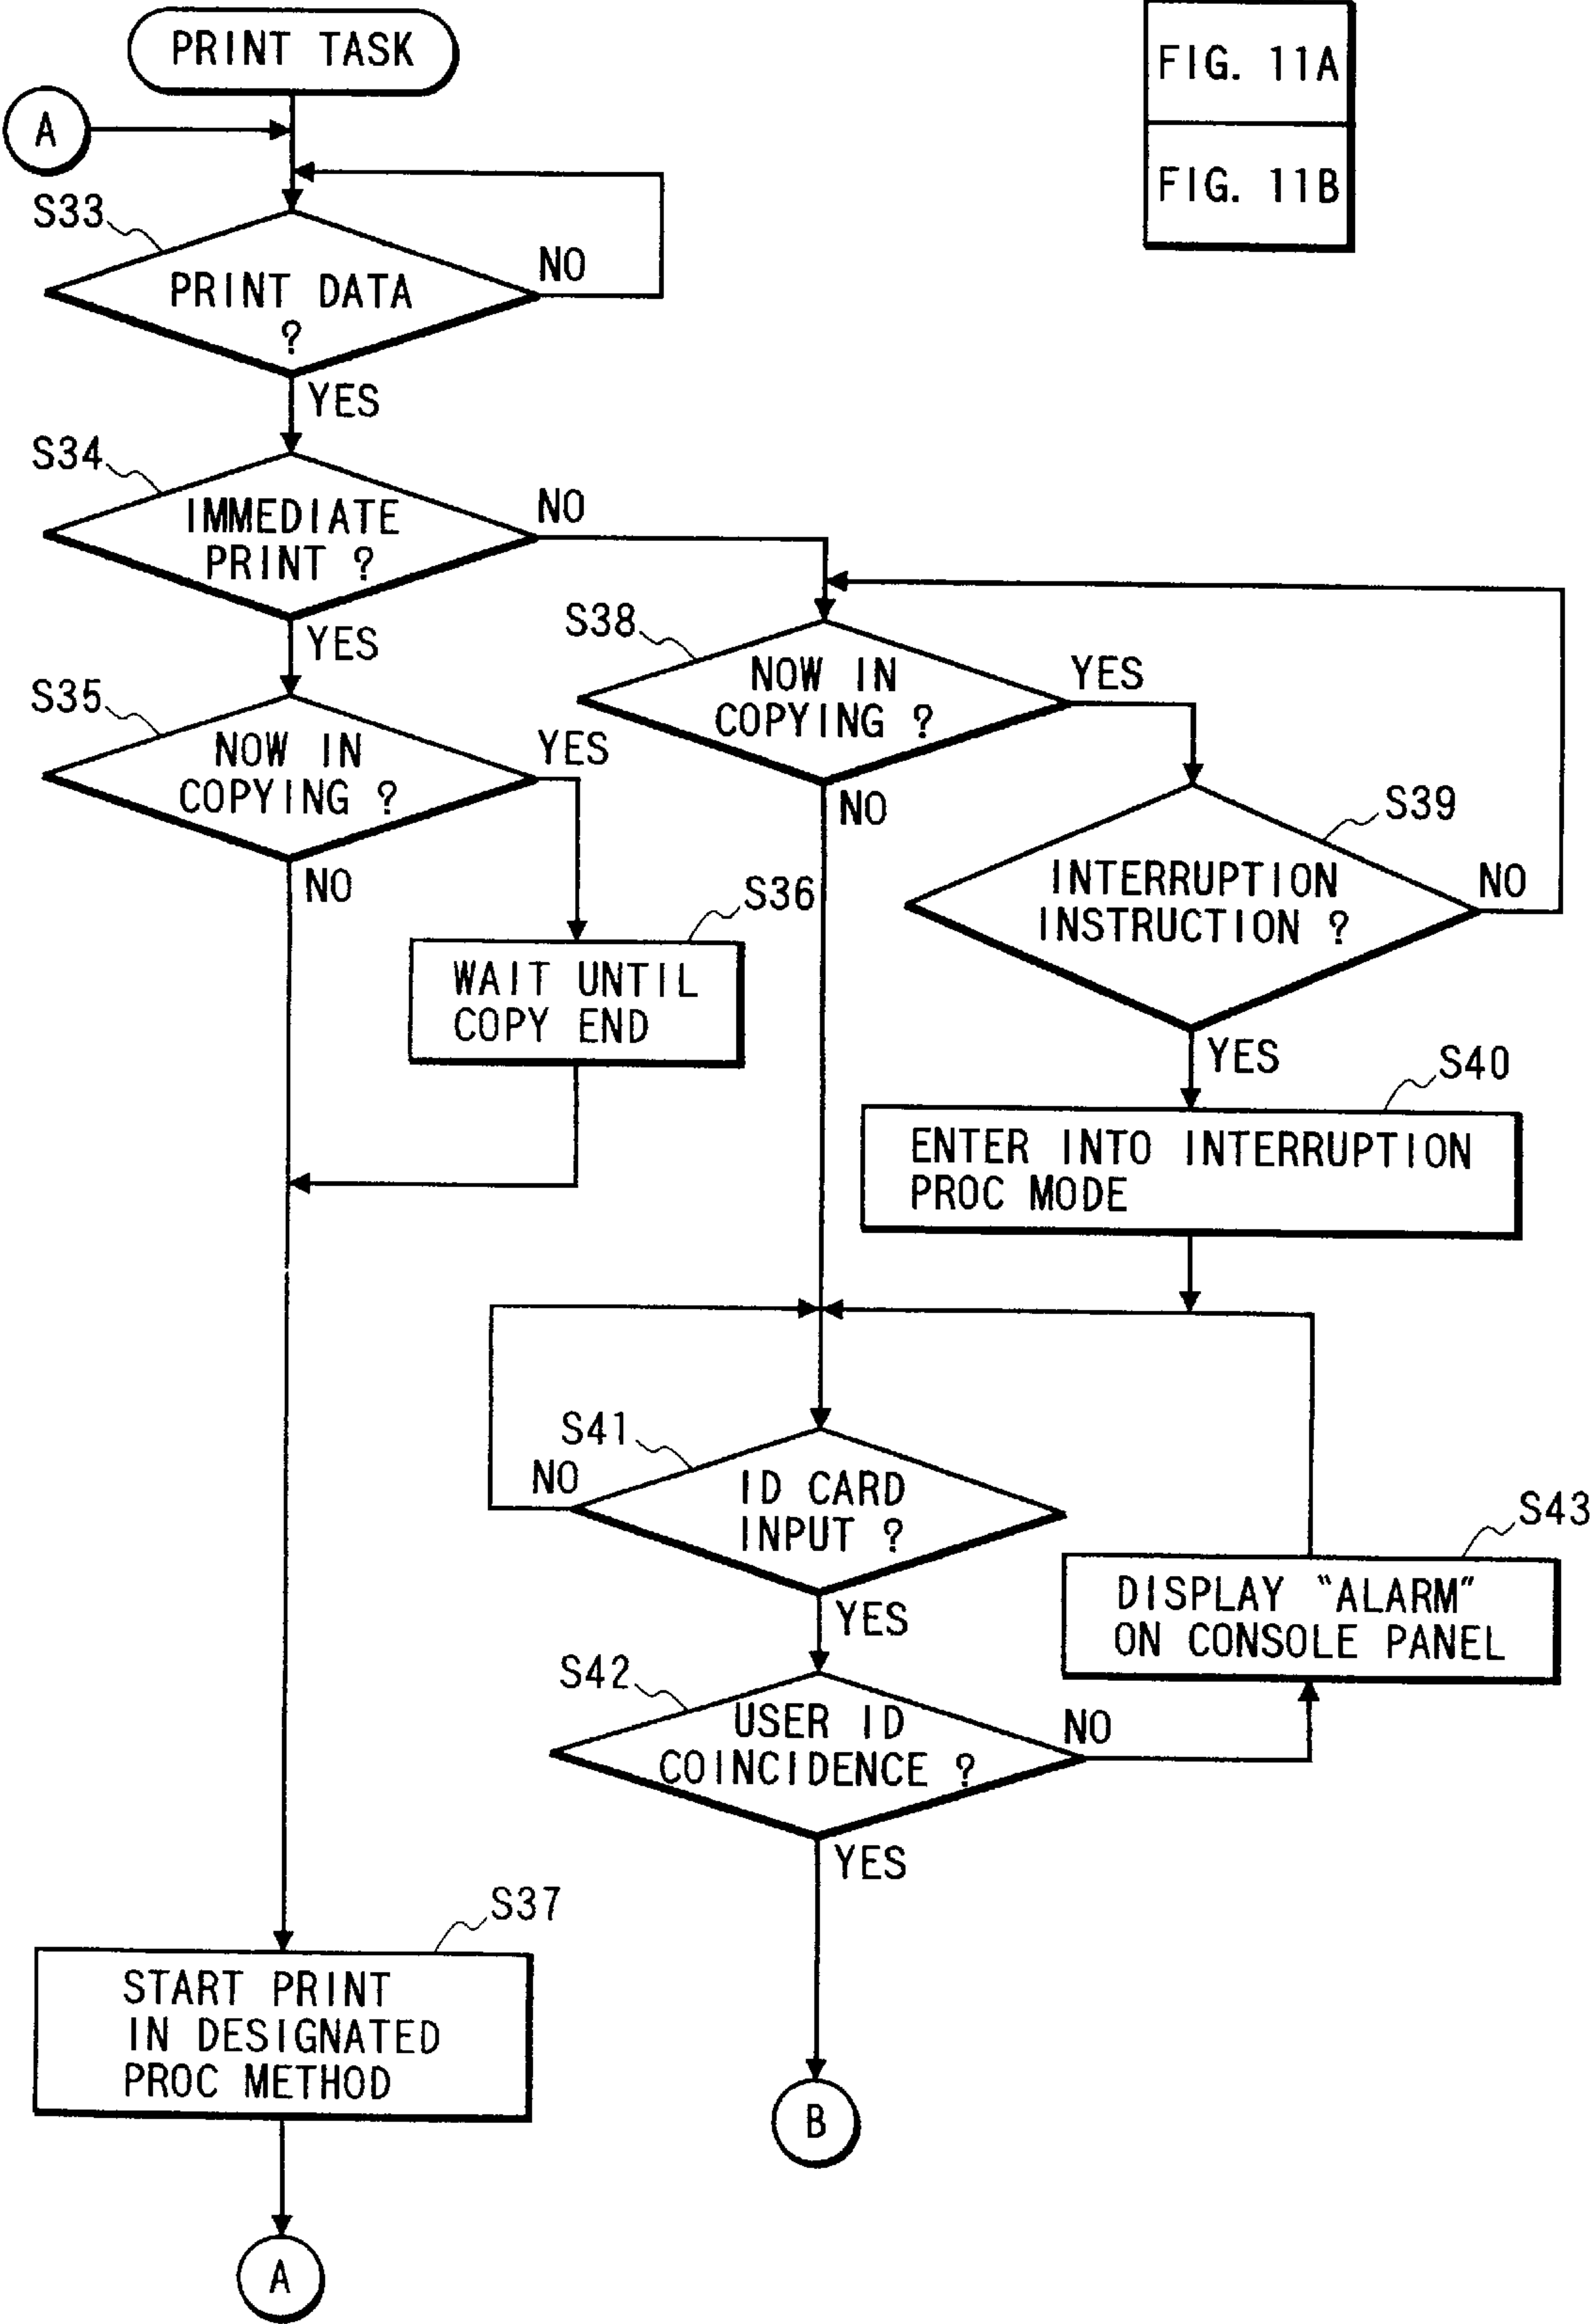 PRINT TASK
FIG. 11A
FIG. 11B
A
S33
PRINT DATA
?
NO
YES
S34
IMMEDIATE
PRINT ?
NO
YES
S35
NOW IN
COPYING ?
YES
NO
S36
WAIT UNTIL
COPY END
S38
NOW IN
COPYING ?
YES
NO
S39
INTERRUPTION
INSTRUCTION ?
NO
YES
S40
ENTER INTO INTERRUPTION
PROC MODE
S41
NO
ID CARD
INPUT ?
YES
S43
DISPLAY "ALARM"
ON CONSOLE PANEL
S42
USER ID
COINCIDENCE ?
NO
YES
S37
START PRINT
IN DESIGNATED
PROC METHOD
B
A